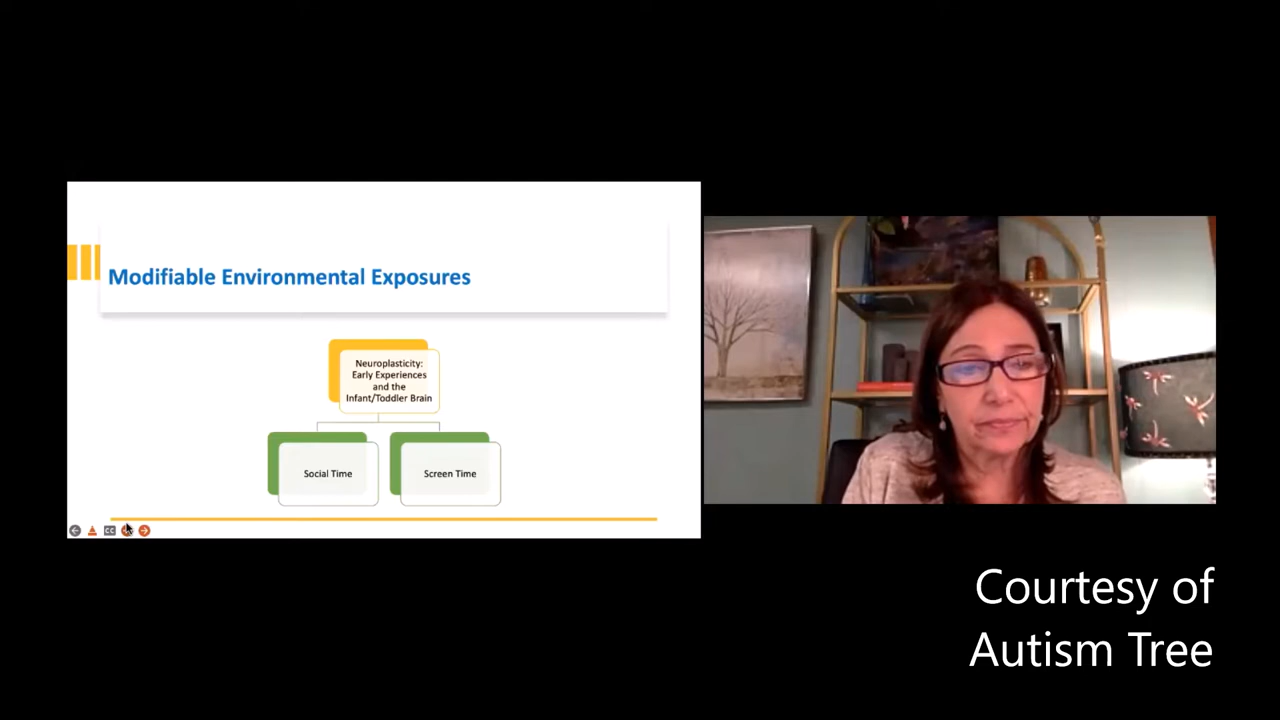 Modifiable Environmental Exposures
Neuroplasticity:
Early Experiences
and the
Infant/Toddler Brain
Social Time
Screen Time
CC
Courtesy of
Autism Tree